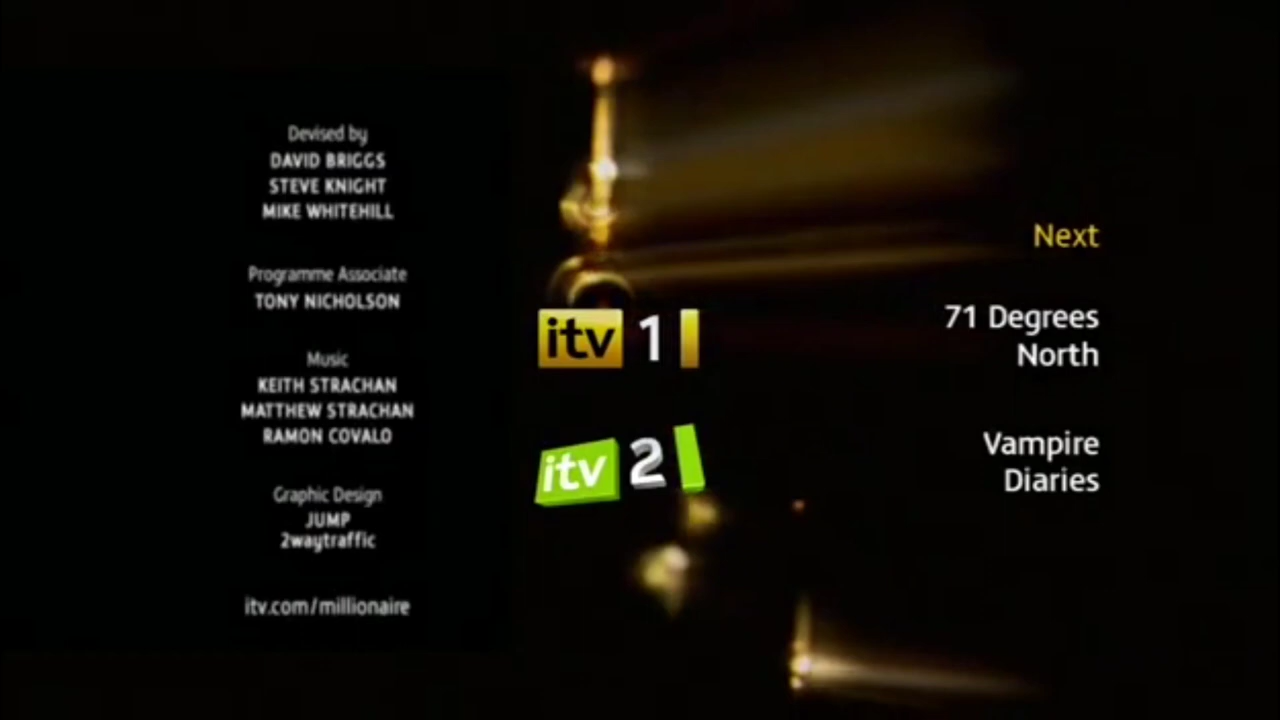 Devised by
DAVID BRIGGS
STEVE KNIGHT
MIKE WHITEHILL
Programme Associate
TONY NICHOLSON
Music
KEITH STRACHAN
MATTHEW STRACHAN
RAMON COVALO
Graphic Design
JUMP
2waytraffic
itv.com/millionaire
Next
itv 1
71 Degrees
North
itv 2
Vampire
Diaries